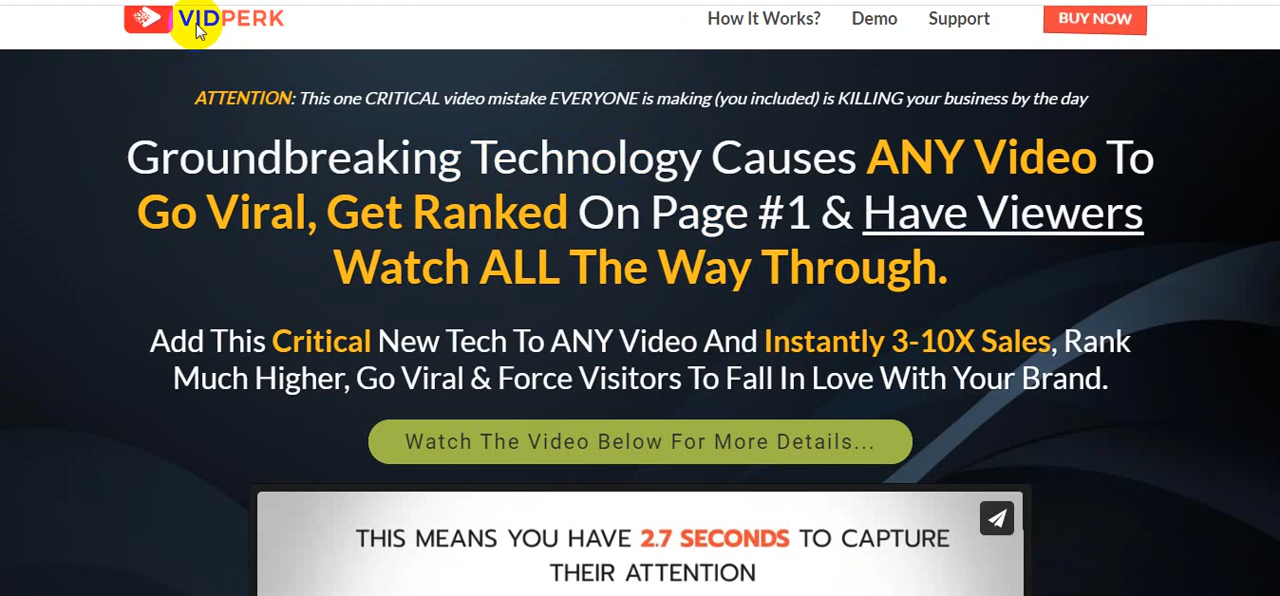 VIDPERK
How It Works? Demo Support BUY NOW
ATTENTION: This one CRITICAL video mistake EVERYONE is making (you included) is KILLING your business by the day
Groundbreaking Technology Causes ANY Video To
Go Viral, Get Ranked On Page #1 & Have Viewers
Watch ALL The Way Through.
Add This Critical New Tech To ANY Video And Instantly 3-10X Sales, Rank
Much Higher, Go Viral & Force Visitors To Fall In Love With Your Brand.
Watch The Video Below For More Details...
THIS MEANS YOU HAVE 2.7 SECONDS TO CAPTURE
THEIR ATTENTION